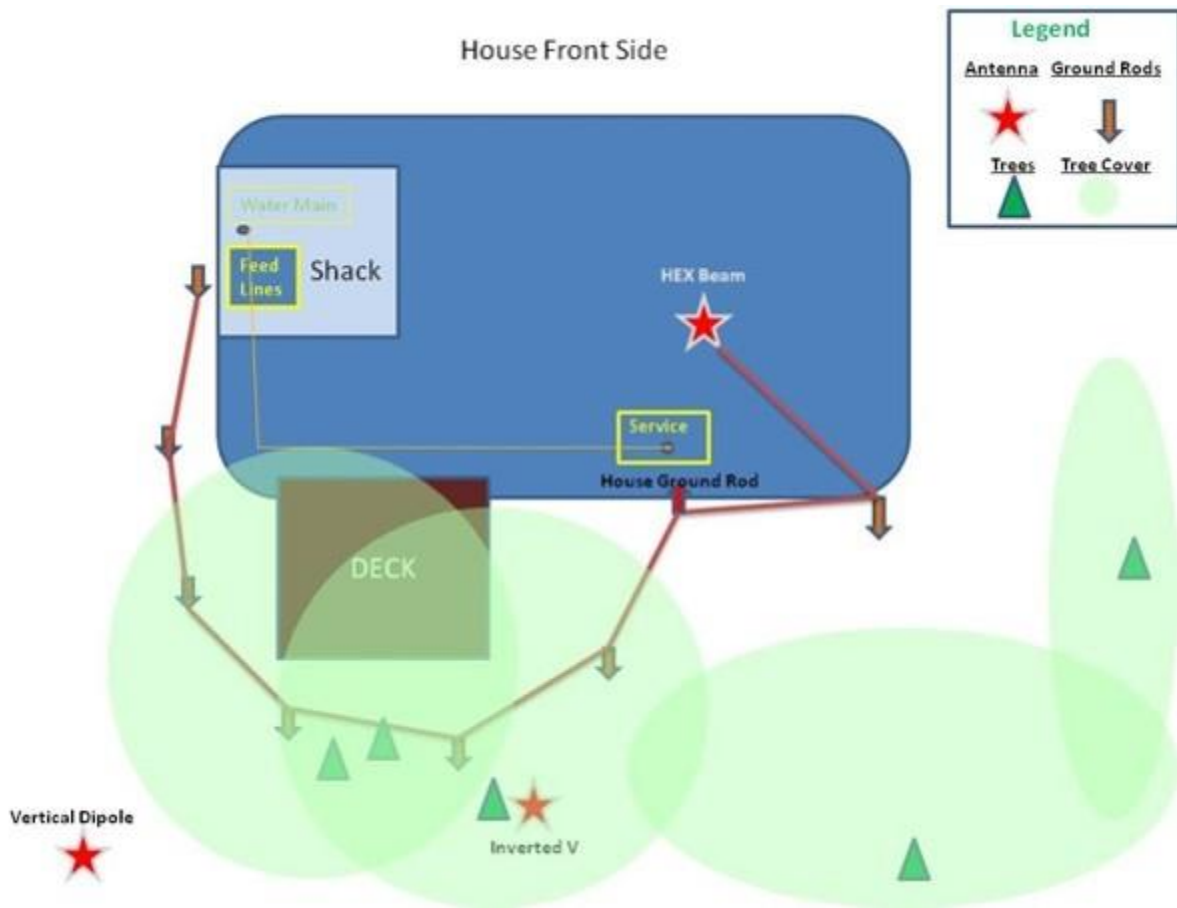 House Front Side
Legend
Antenna Ground Rods
Trees Tree Cover
Water Main
Feed
Lines
Shack
HEX Beam
Service
House Ground Rod
DECK
Vertical Dipole
Inverted V